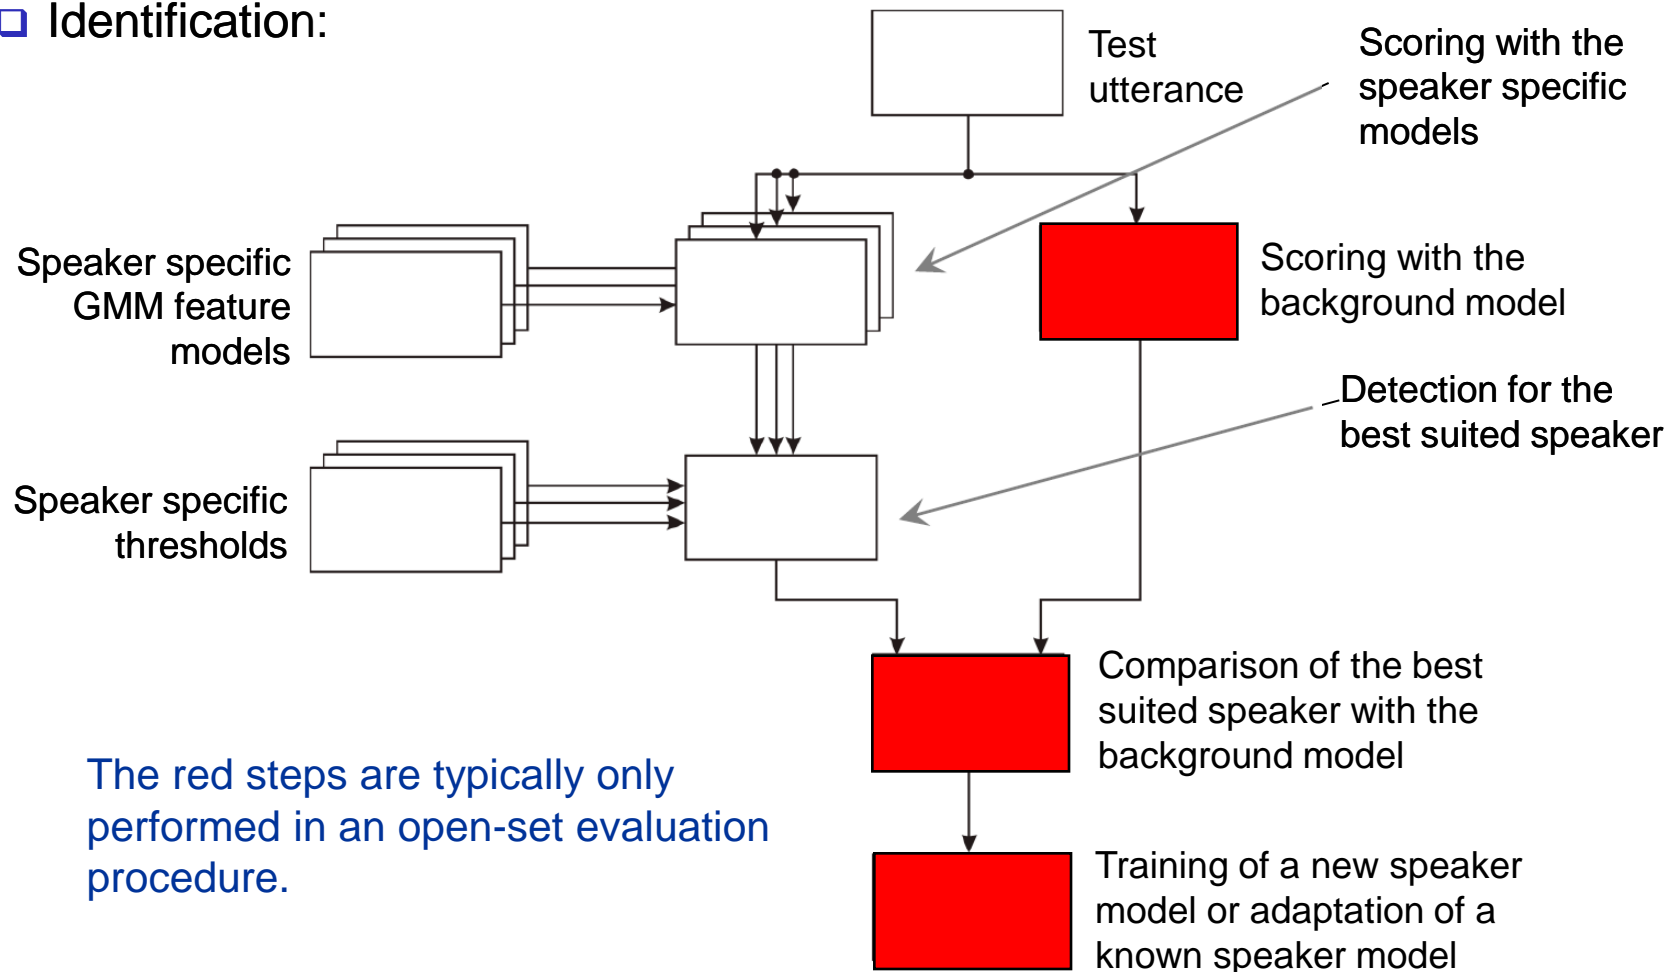 Identification:
Test
utterance
Scoring with the
speaker specific
models
Speaker specific
GMM feature
models
Scoring with the
background model
Detection for the
best suited speaker
Speaker specific
thresholds
Comparison of the best
suited speaker with the
background model
The red steps are typically only
performed in an open-set evaluation
procedure.
Training of a new speaker
model or adaptation of a
known speaker model